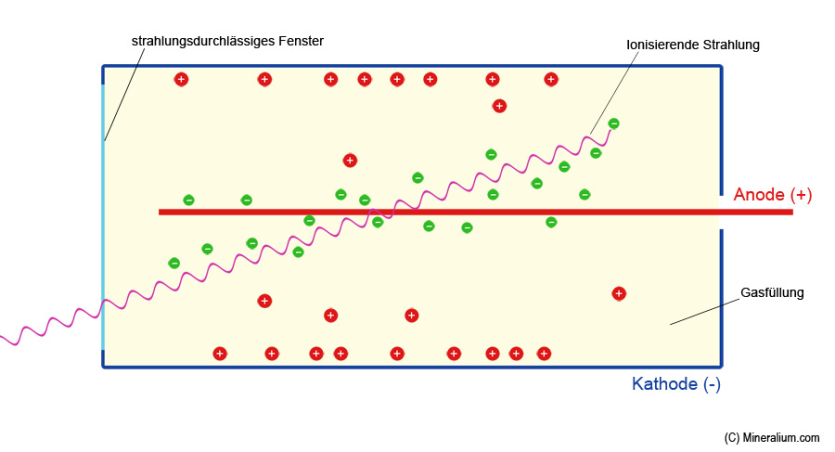 strahlungsdurchlässiges Fenster
Ionisierende Strahlung
Anode (+)
Gasfüllung
Kathode (-)
(C) Mineralium.com